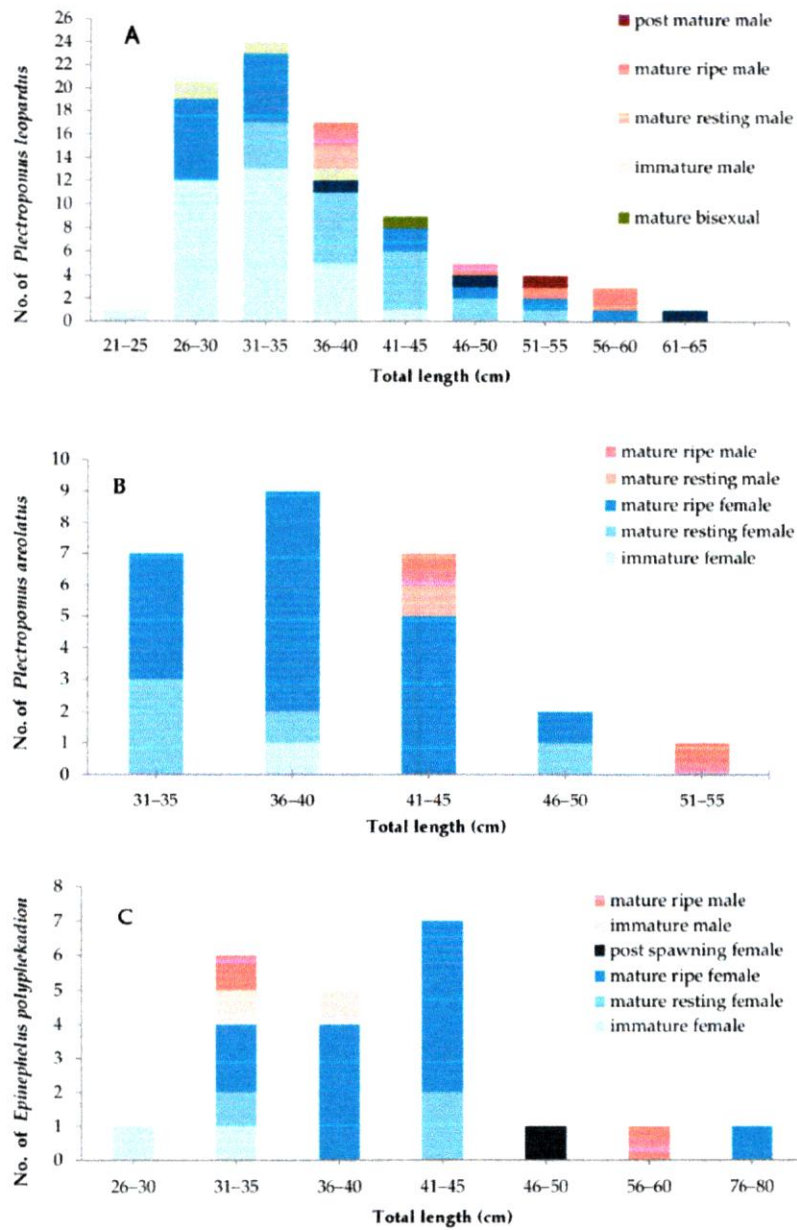 A
No. of Plectropomus leopardus
26
24
22
20
18
16
14
12
10
8
6
4
2
0
21–25 26–30 31–35 36–40 41–45 46–50 51–55 56–60 61–65
Total length (cm)
post mature male
mature ripe male
mature resting male
immature male
mature bisexual
B
No. of Plectropomus areolatus
10
9
8
7
6
5
4
3
2
1
0
31–35 36–40 41–45 46–50 51–55
Total length (cm)
mature ripe male
mature resting male
mature ripe female
mature resting female
immature female
C
No. of Epinephelus polyphekadion
8
7
6
5
4
3
2
1
0
26–30 31–35 36–40 41–45 46–50 56–60 76–80
Total length (cm)
mature ripe male
immature male
post spawning female
mature ripe female
mature resting female
immature female